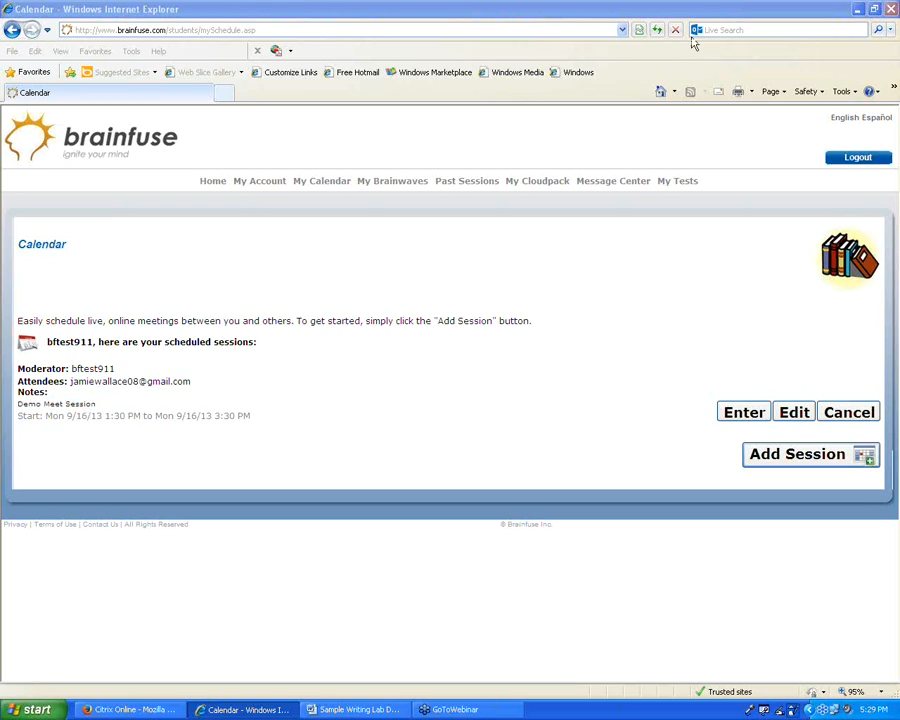 Calendar - Windows Internet Explorer
http://www.brainfuse.com/students/mySchedule.asp
Live Search
File Edit View Favorites Tools Help
Favorites Suggested Sites Web Slice Gallery Customize Links Free Hotmail Windows Marketplace Windows Media Windows
Calendar
Page Safety Tools
English Español
brainfuse
ignite your mind
Logout
Home My Account My Calendar My Brainwaves Past Sessions My Cloudpack Message Center My Tests
Calendar
Easily schedule live, online meetings between you and others. To get started, simply click the "Add Session" button.
bftest911, here are your scheduled sessions:
Moderator: bftest911
Attendees: jamiewallace08@gmail.com
Notes:
Demo Meet Session
Start: Mon 9/16/13 1:30 PM to Mon 9/16/13 3:30 PM
Enter Edit Cancel
Add Session
Privacy | Terms of Use | Contact Us | All Rights Reserved
© Brainfuse Inc.
Trusted sites
95%
start
Citrix Online - Mozilla ...
Calendar - Windows I...
Sample Writing Lab D...
GoToWebinar
5:29 PM